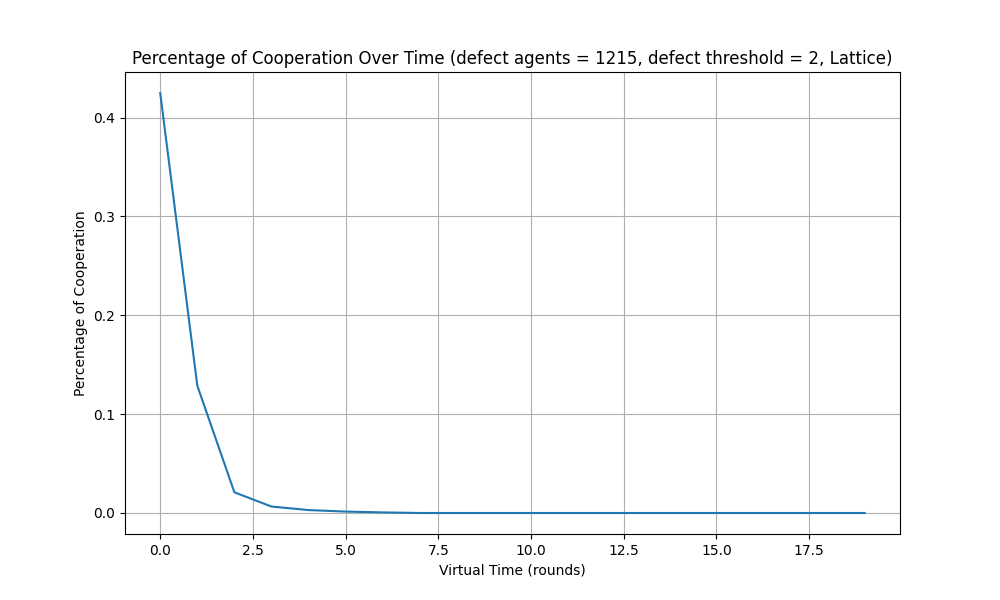 Percentage of Cooperation Over Time (defect agents = 1215, defect threshold = 2, Lattice)
Percentage of Cooperation
0.4
0.3
0.2
0.1
0.0
0.0 2.5 5.0 7.5 10.0 12.5 15.0 17.5
Virtual Time (rounds)